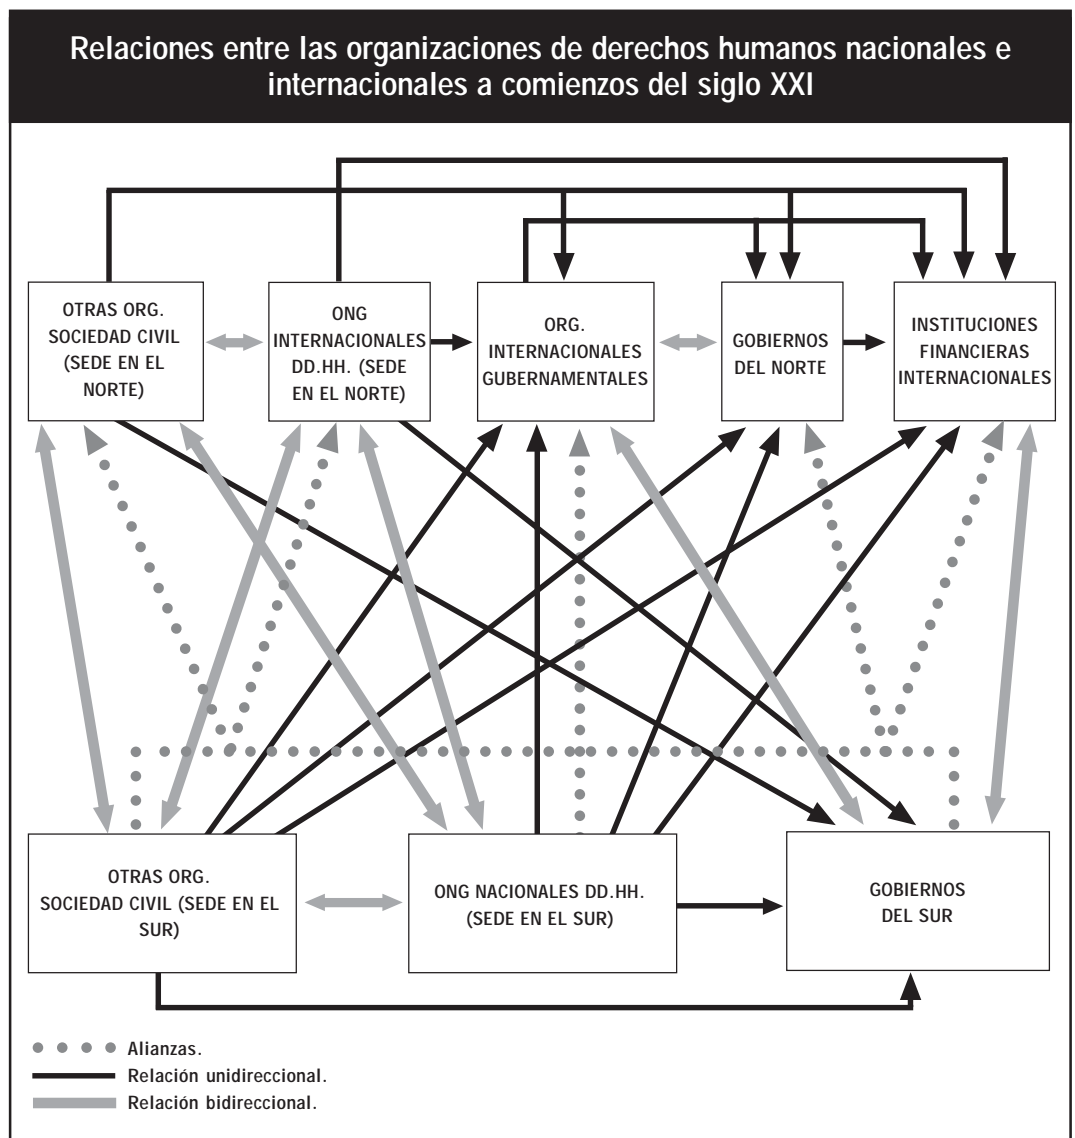 Relaciones entre las organizaciones de derechos humanos nacionales e
internacionales a comienzos del siglo XXI
OTRAS ORG.
SOCIEDAD CIVIL
(SEDE EN EL
NORTE)
ONG
INTERNACIONALES
DD.HH. (SEDE
EN EL NORTE)
ORG.
INTERNACIONALES
GUBERNAMENTALES
GOBIERNOS
DEL NORTE
INSTITUCIONES
FINANCIERAS
INTERNACIONALES
OTRAS ORG.
SOCIEDAD CIVIL (SEDE EN EL
SUR)
ONG NACIONALES DD.HH.
(SEDE EN EL SUR)
GOBIERNOS
DEL SUR
Alianzas.
Relación unidireccional.
Relación bidireccional.